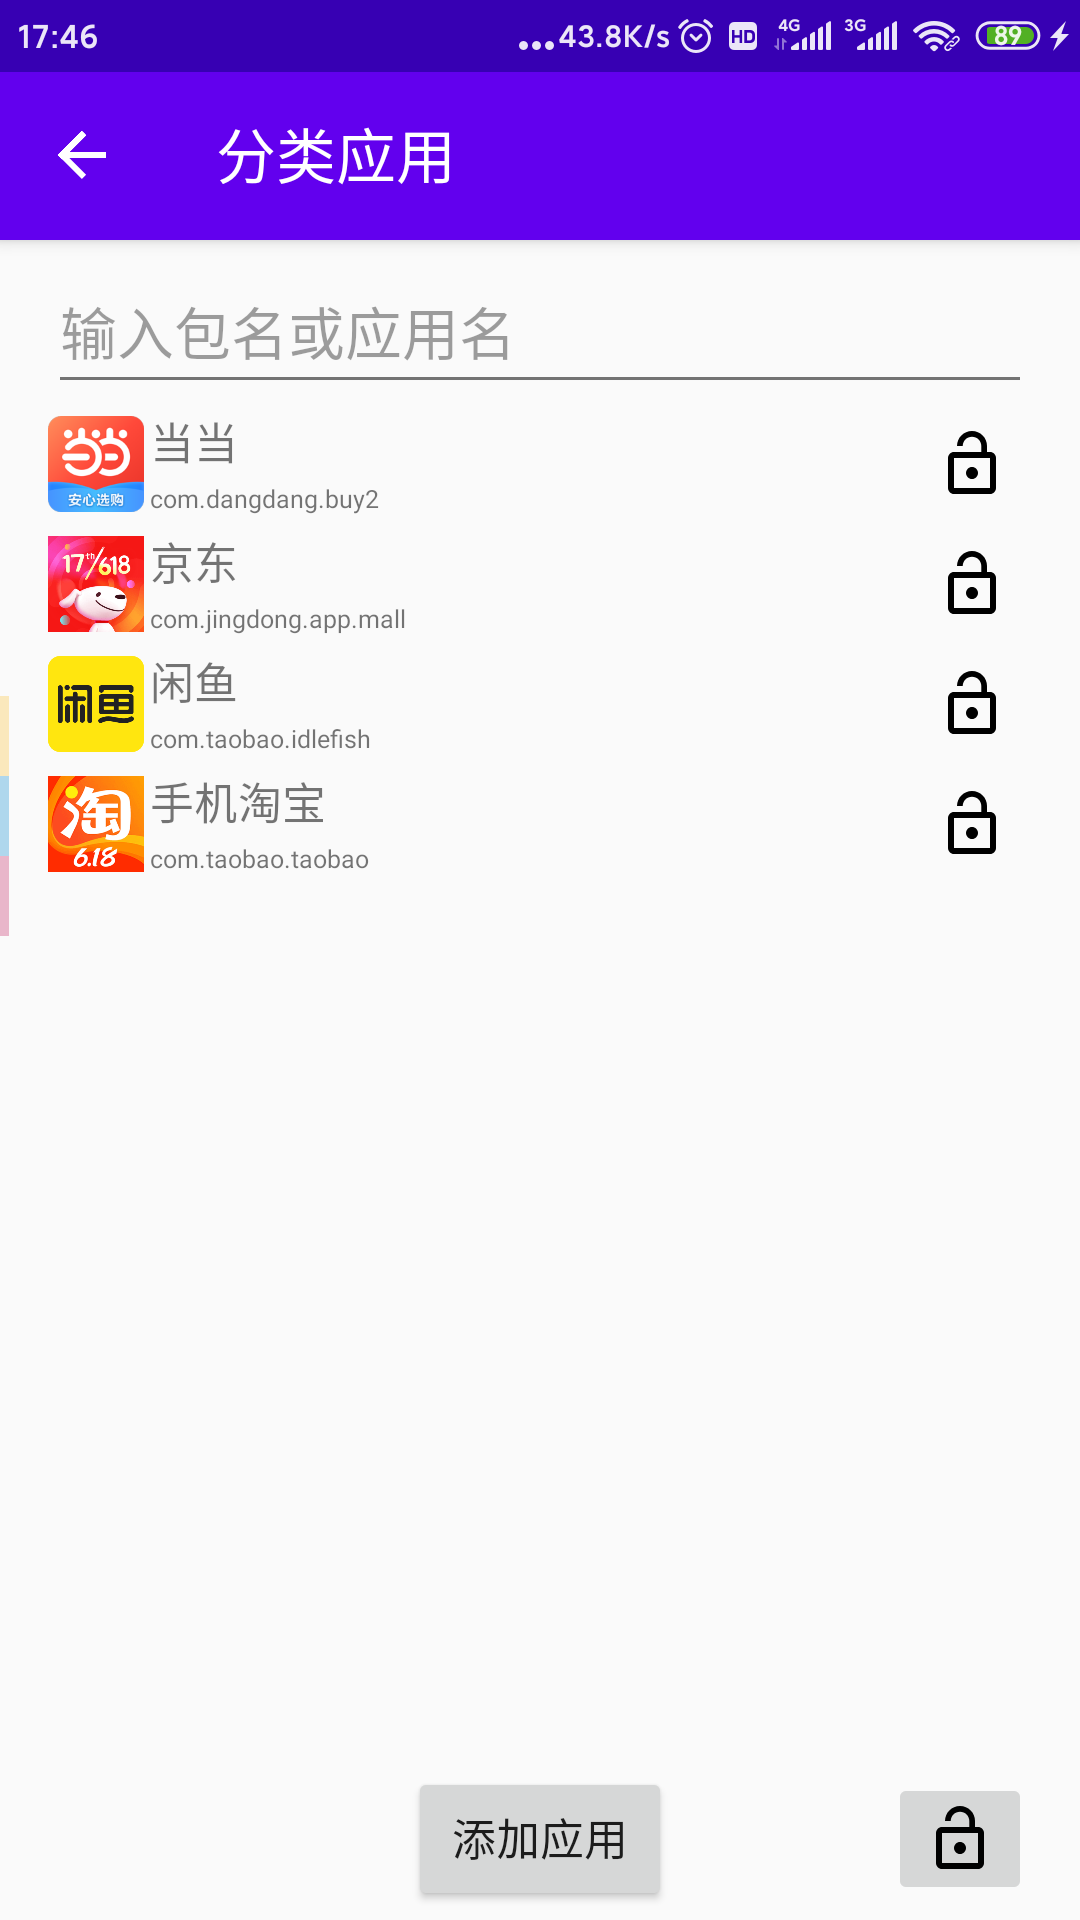 17:46
...43.8K/s HD 4G 3G 89
分类应用
输入包名或应用名
当当
安心选购
com.dangdang.buy2
17th/618
京东
com.jingdong.app.mall
闲鱼
闲鱼
com.taobao.idlefish
淘
6.18
手机淘宝
com.taobao.taobao
添加应用